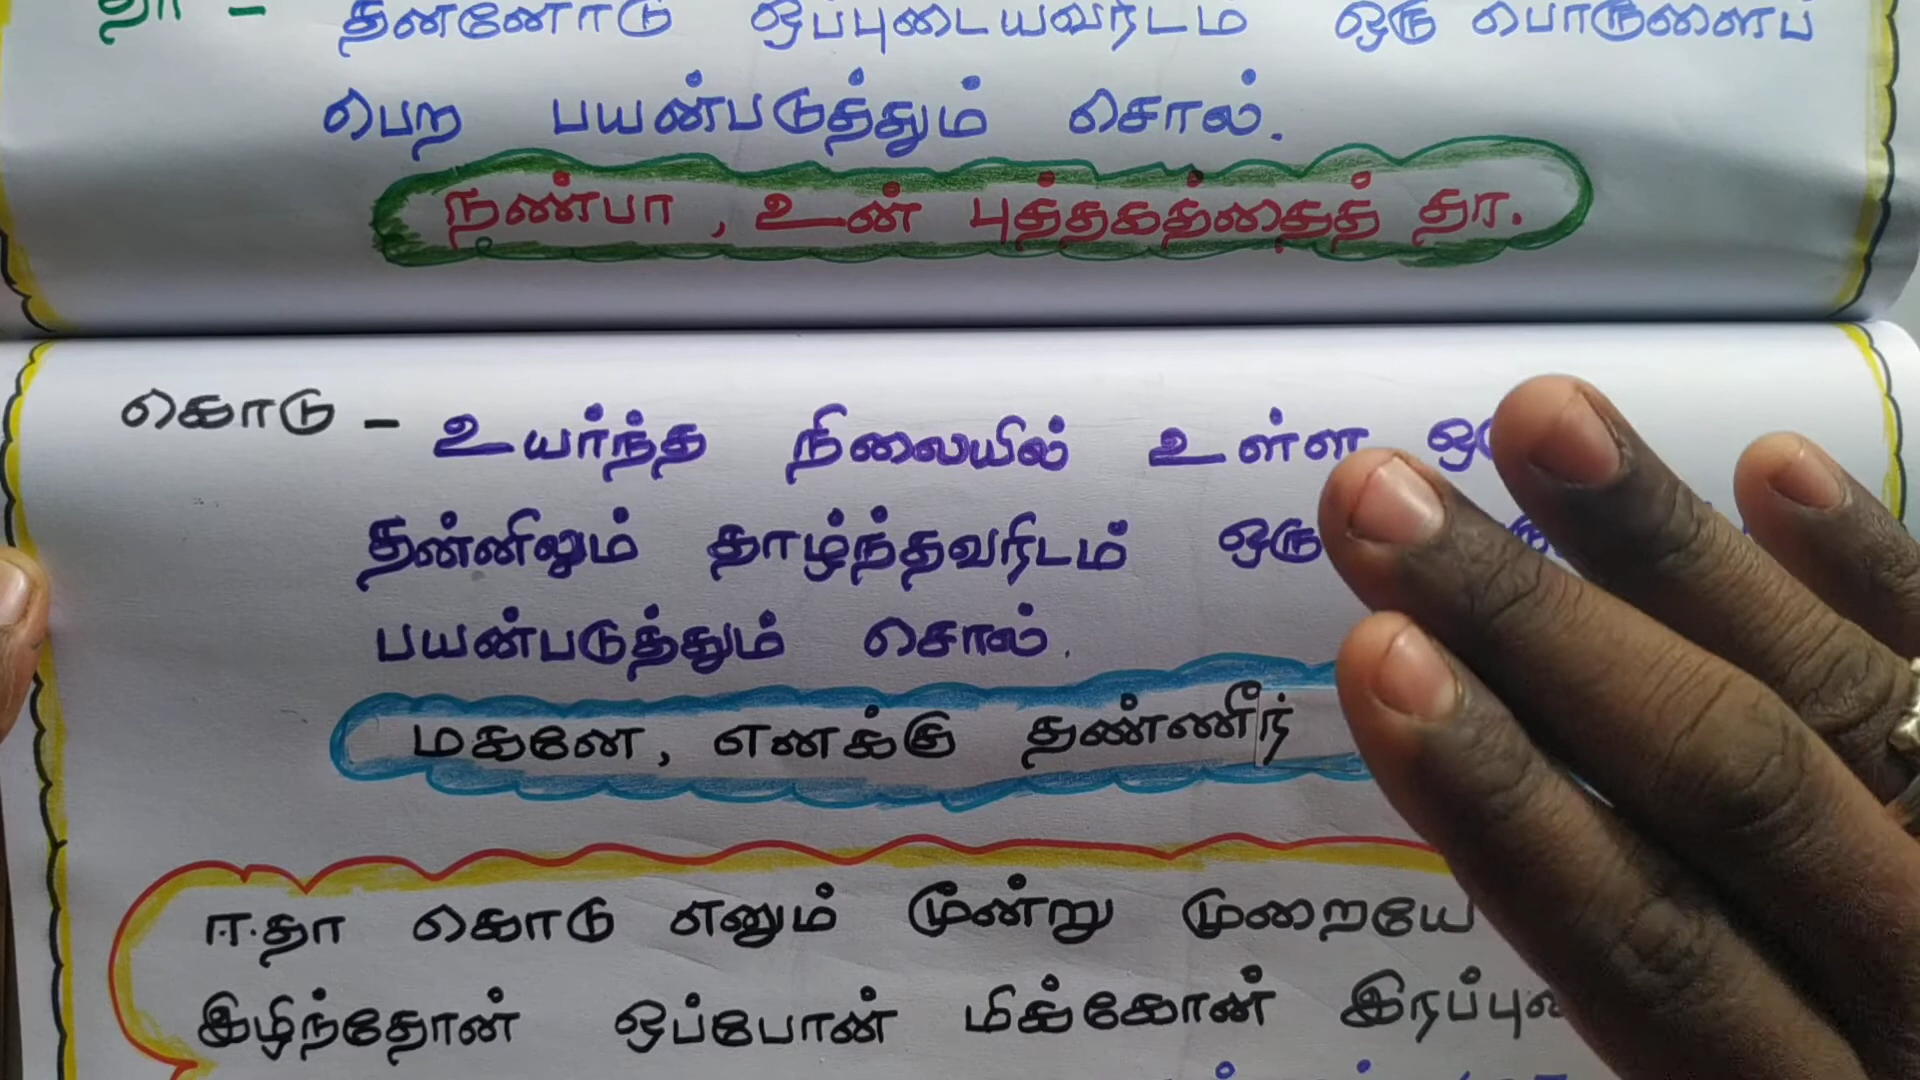 தா - தன்னோடு ஒப்புடையவரிடம் ஒரு பொருளைப்
பெற பயன்படுத்தும் சொல்.
நண்பா, உன் புத்தகத்தைத் தா.
கொடு - உயர்ந்த நிலையில் உள்ள
தன்னிலும் தாழ்ந்தவரிடம் ஒரு
பயன்படுத்தும் சொல்.
மகனே, எனக்கு தண்ணீர்
ஈ.தா கொடு எனும் மூன்று முறையே
இழிந்தோன் ஒப்போன் மிக்கோன்